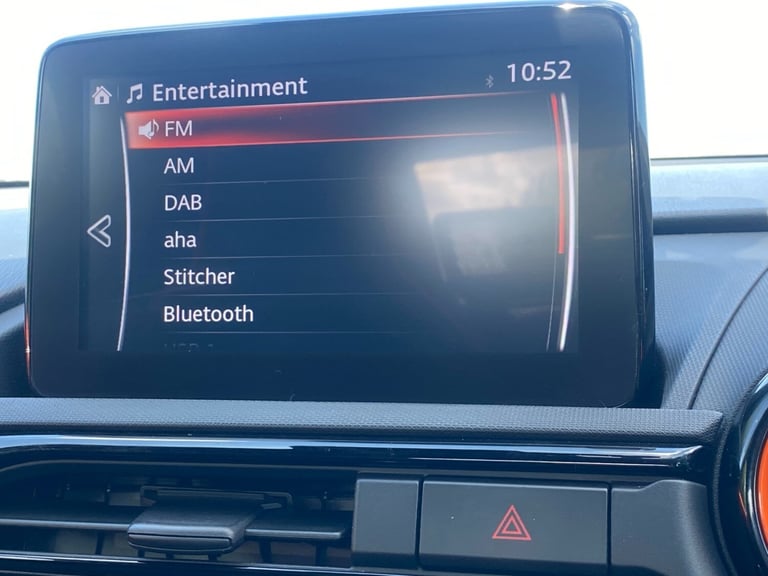 Entertainment
10:52
FM
AM
DAB
aha
Stitcher
Bluetooth